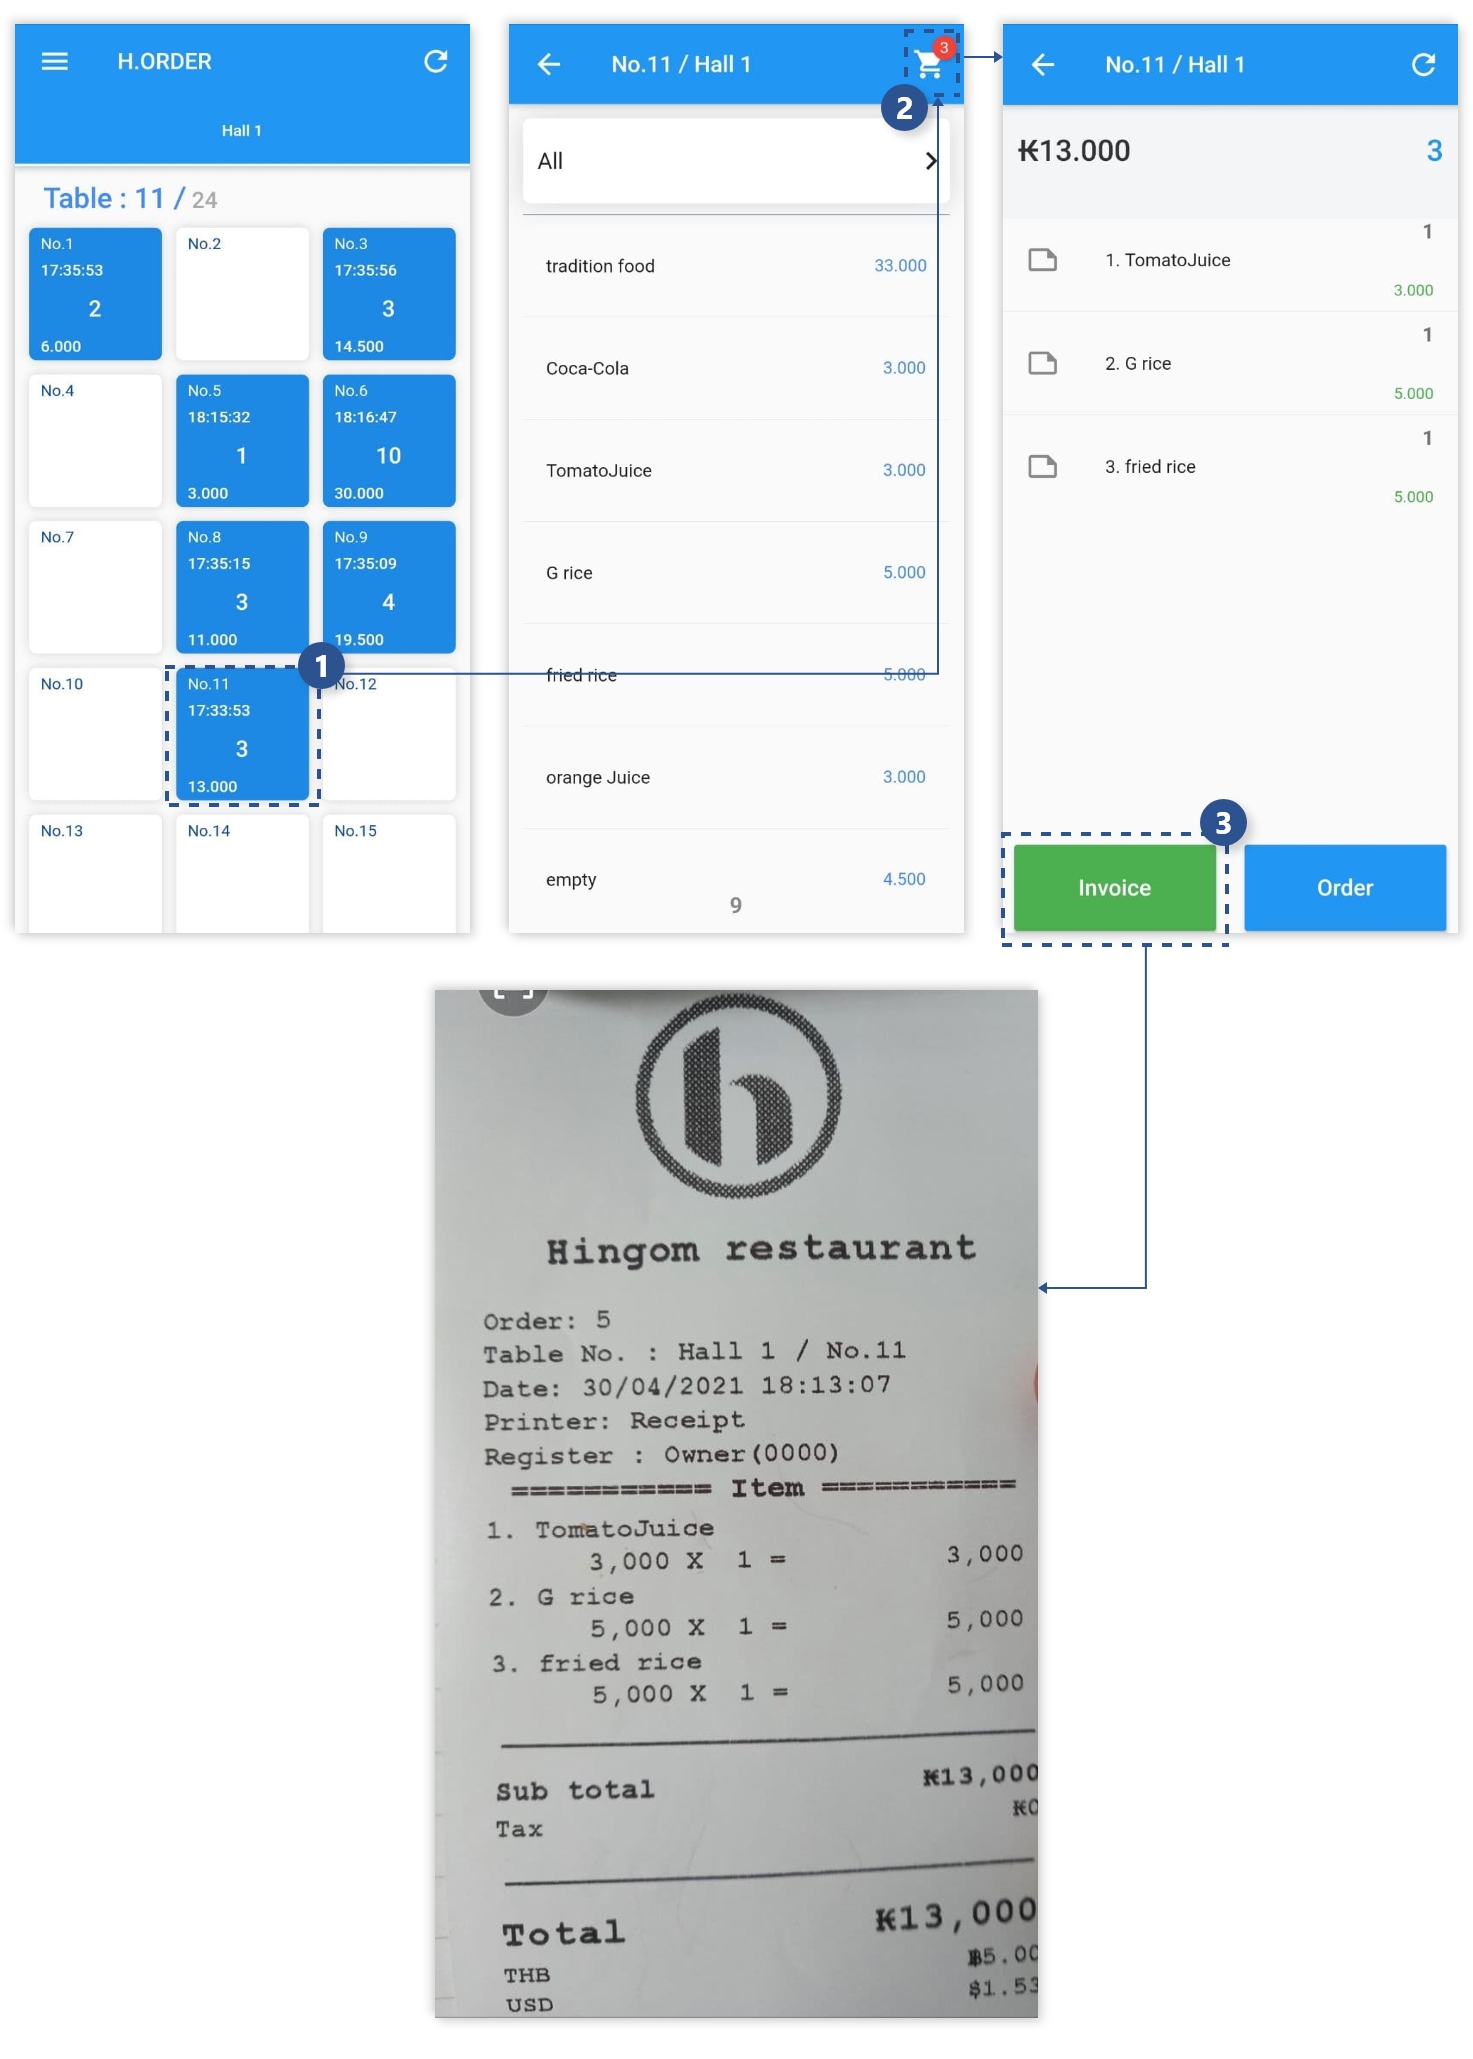 H.ORDER
Hall 1
Table : 11 / 24
No.1
17:35:53
2
6.000
No.2
No.3
17:35:56
3
14.500
No.4
No.5
18:15:32
1
3.000
No.6
18:16:47
10
30.000
No.7
No.8
17:35:15
3
11.000
No.9
17:35:09
4
19.500
No.10
No.11
17:33:53
3
13.000
No.12
No.13
No.14
No.15
1
No.11 / Hall 1
3
2
All
tradition food 33.000
Coca-Cola 3.000
TomatoJuice 3.000
G rice 5.000
fried rice 5.000
orange Juice 3.000
empty 4.500
9
No.11 / Hall 1
₭13.000 3
1
1. TomatoJuice
3.000
1
2. G rice
5.000
1
3. fried rice
5.000
3
Invoice
Order
h
Hingom restaurant
Order: 5
Table No. : Hall 1 / No.11
Date: 30/04/2021 18:13:07
Printer: Receipt
Register : Owner(0000)
=========== Item ===========
1. TomatoJuice
3,000 X 1 = 3,000
2. G rice
5,000 X 1 = 5,000
3. fried rice
5,000 X 1 = 5,000
Sub total ₭13,000
Tax ₭0
Total ₭13,000
THB ฿5.00
USD $1.53